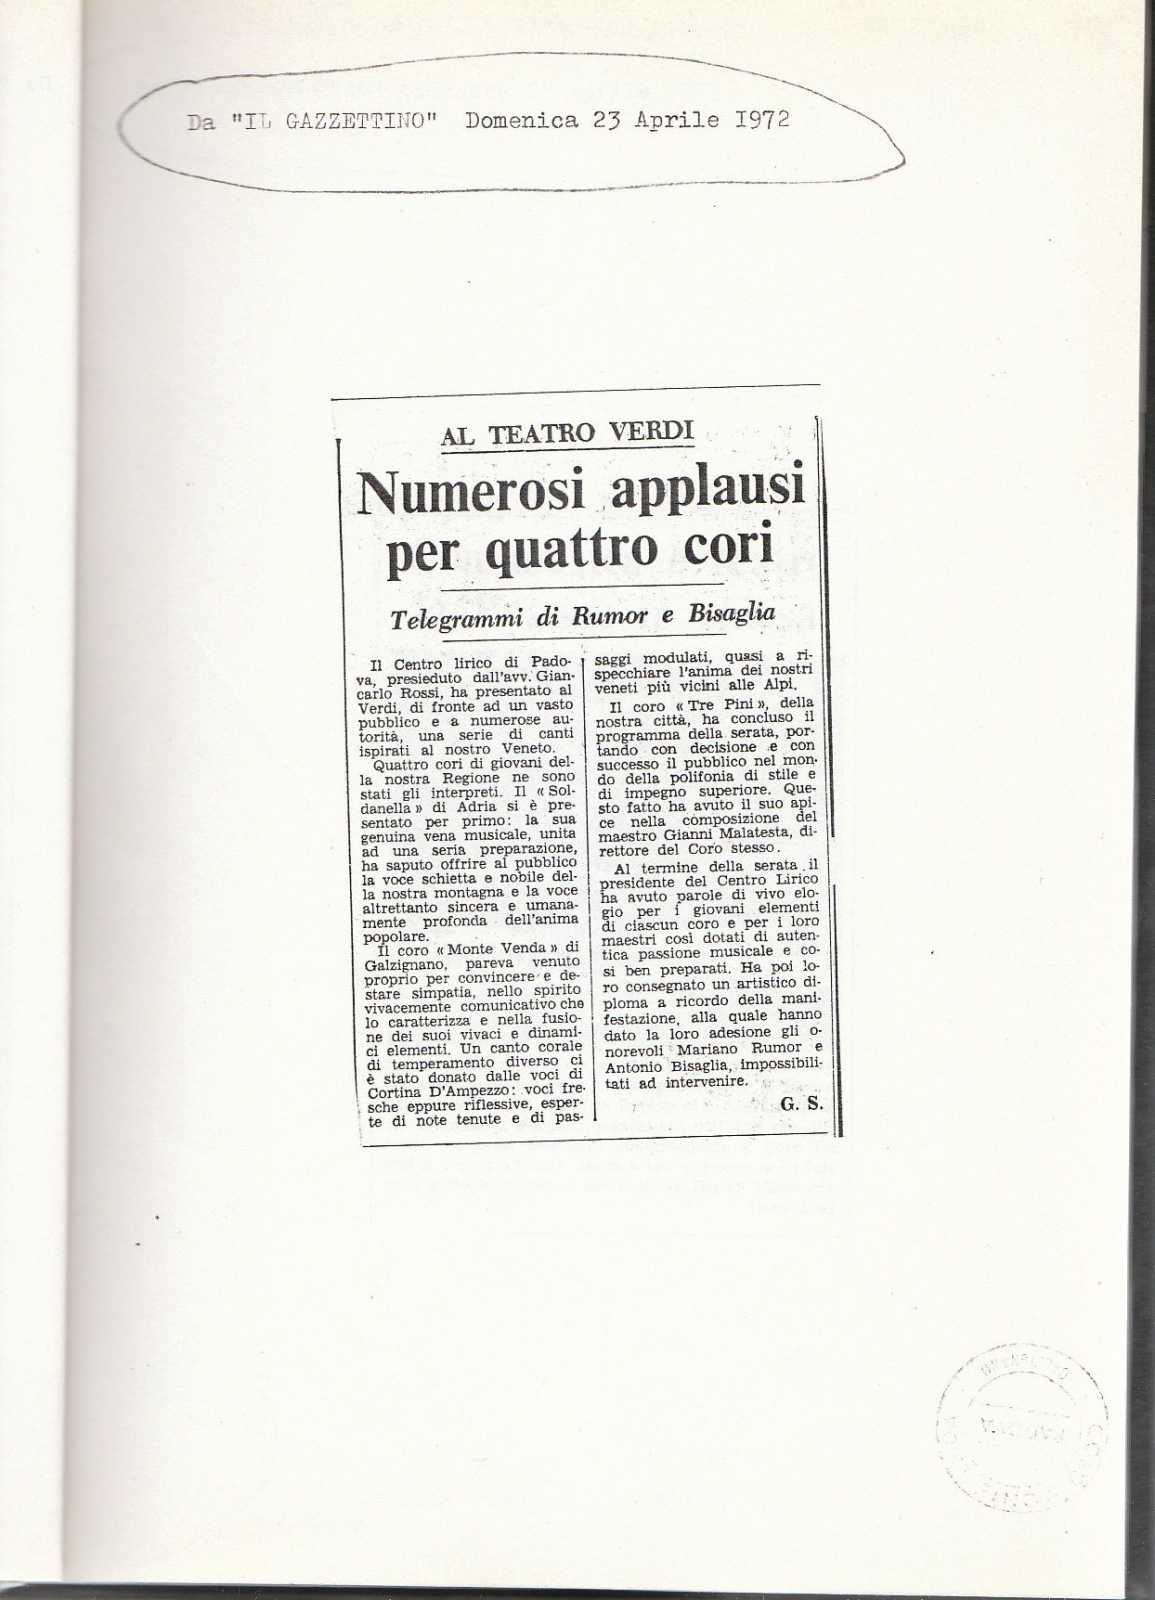 Da "IL GAZZETTINO" Domenica 23 Aprile 1972
AL TEATRO VERDI
Numerosi applausi
per quattro cori
Telegrammi di Rumor e Bisaglia
Il Centro lirico di Pado-
va, presieduto dall'avv. Gian-
carlo Rossi, ha presentato al
Verdi, di fronte ad un vasto
pubblico e a numerose au-
torità, una serie di canti
ispirati al nostro Veneto.
Quattro cori di giovani del-
la nostra Regione ne sono
stati gli interpreti. Il « Sol-
danella » di Adria si è pre-
sentato per primo: la sua
genuina vena musicale, unita
ad una seria preparazione,
ha saputo offrire al pubblico
la voce schietta e nobile del-
la nostra montagna e la voce
altrettanto sincera e umana-
mente profonda dell'anima
popolare.
Il coro « Monte Venda » di
Galzignano, pareva venuto
proprio per convincere e de-
stare simpatia, nello spirito
vivacemente comunicativo che
lo caratterizza e nella fusio-
ne dei suoi vivaci e dinami-
ci elementi. Un canto corale
di temperamento diverso ci
è stato donato dalle voci di
Cortina D'Ampezzo: voci fre-
sche eppure riflessive, esper-
te di note tenute e di pas-
saggi modulati, quasi a ri-
specchiare l'anima dei nostri
veneti più vicini alle Alpi.
Il coro « Tre Pini », della
nostra città, ha concluso il
programma della serata, por-
tando con decisione e con
successo il pubblico nel mon-
do della polifonia di stile e
di impegno superiore. Que-
sto fatto ha avuto il suo api-
ce nella composizione del
maestro Gianni Malatesta, di-
rettore del Coro stesso.
Al termine della serata il
presidente del Centro Lirico
ha avuto parole di vivo elo-
gio per i giovani elementi
di ciascun coro e per i loro
maestri così dotati di auten-
tica passione musicale e co-
si ben preparati. Ha poi lo-
ro consegnato un artistico di-
ploma a ricordo della mani-
festazione, alla quale hanno
dato la loro adesione gli o-
norevoli Mariano Rumor e
Antonio Bisaglia, impossibili-
tati ad intervenire.
G. S.